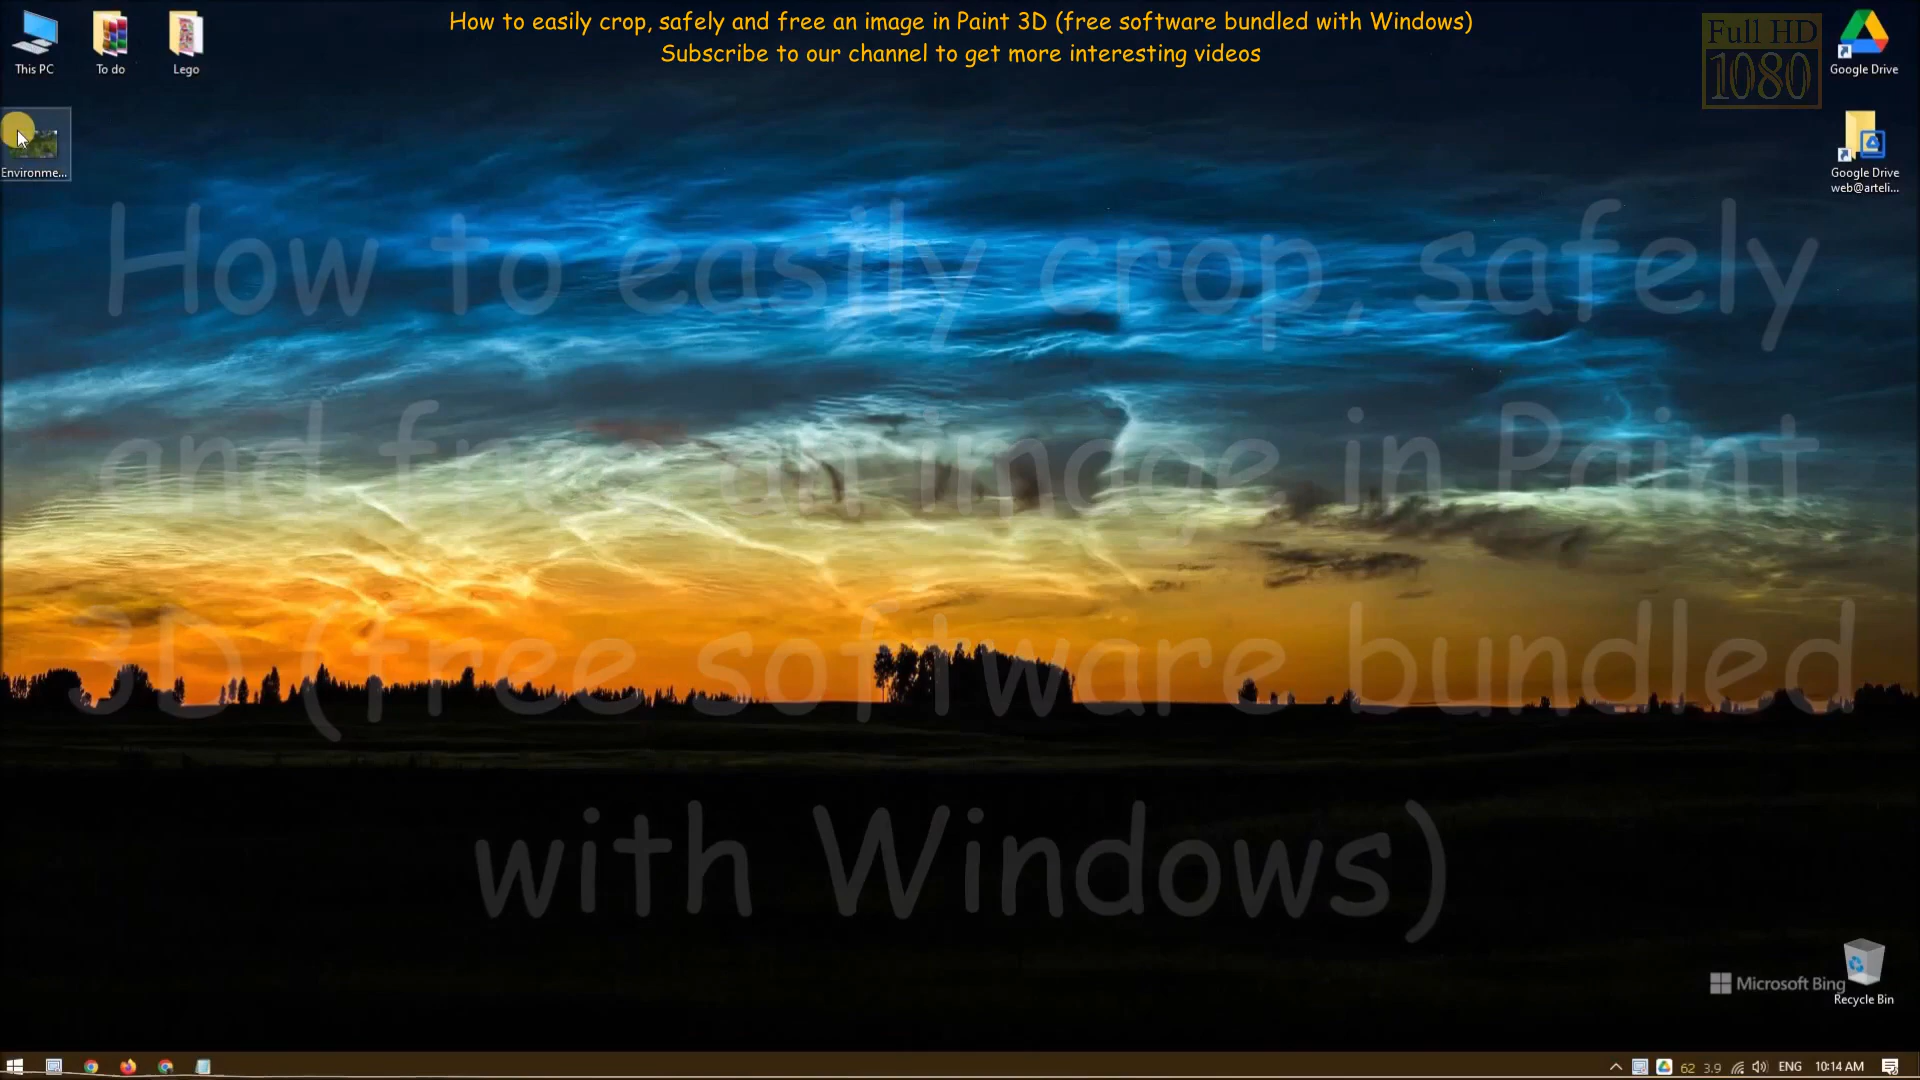 How to easily crop, safely and free an image in Paint 3D (free software bundled with Windows)
Subscribe to our channel to get more interesting videos
Full HD
1080
This PC
To do
Lego
Google Drive
Environme...
Google Drive
web@arteli...
How to easily crop, safely
and free an image in Paint
3D (free software bundled
with Windows)
Microsoft Bing
Recycle Bin
62 3.9 ENG 10:14 AM